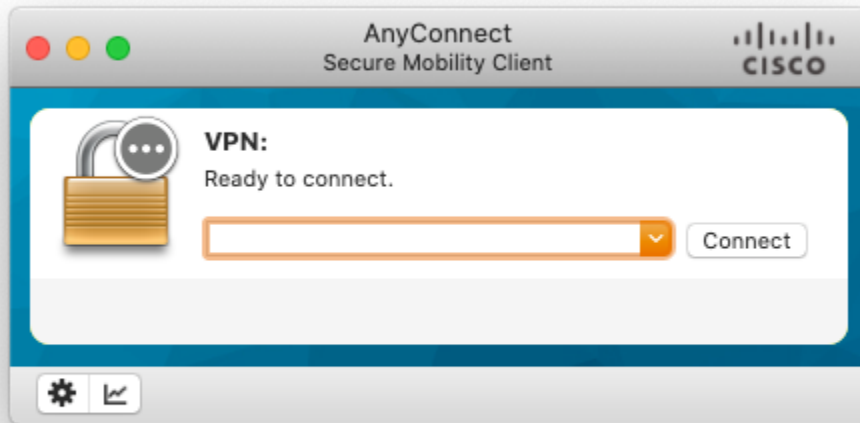 AnyConnect
Secure Mobility Client
CISCO
VPN:
Ready to connect.
Connect